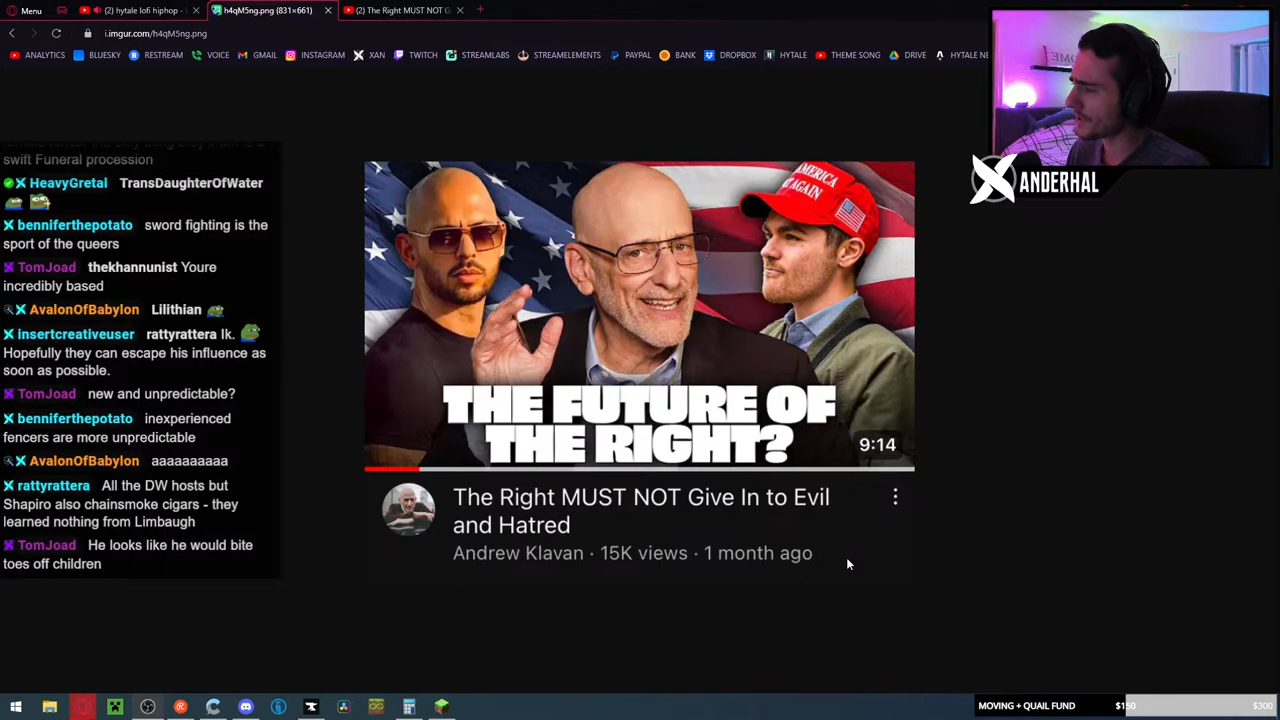 Menu
(2) hytale lofi hiphop -
h4qM5ng.png (831×661)
(2) The Right MUST NOT G
i.imgur.com/h4qM5ng.png
ANALYTICS
BLUESKY
RESTREAM
VOICE
GMAIL
INSTAGRAM
XAN
TWITCH
STREAMLABS
STREAMELEMENTS
PAYPAL
BANK
DROPBOX
HYTALE
THEME SONG
DRIVE
HYTALE NE
ANDERHAL
swift Funeral procession
HeavyGretal TransDaughterOfWater
benniferthepotato sword fighting is the
sport of the queers
TomJoad thekhannunist Youre
incredibly based
AvalonOfBabylon Lilithian
insertcreativeuser rattyrattera Ik.
Hopefully they can escape his influence as
soon as possible.
TomJoad new and unpredictable?
benniferthepotato inexperienced
fencers are more unpredictable
AvalonOfBabylon aaaaaaaaaa
rattyrattera All the DW hosts but
Shapiro also chainsmoke cigars - they
learned nothing from Limbaugh
TomJoad He looks like he would bite
toes off children
AMERICA
AGAIN
THE FUTURE OF
THE RIGHT?
9:14
The Right MUST NOT Give In to Evil
and Hatred
Andrew Klavan · 15K views · 1 month ago
MOVING + QUAIL FUND
$150
$300